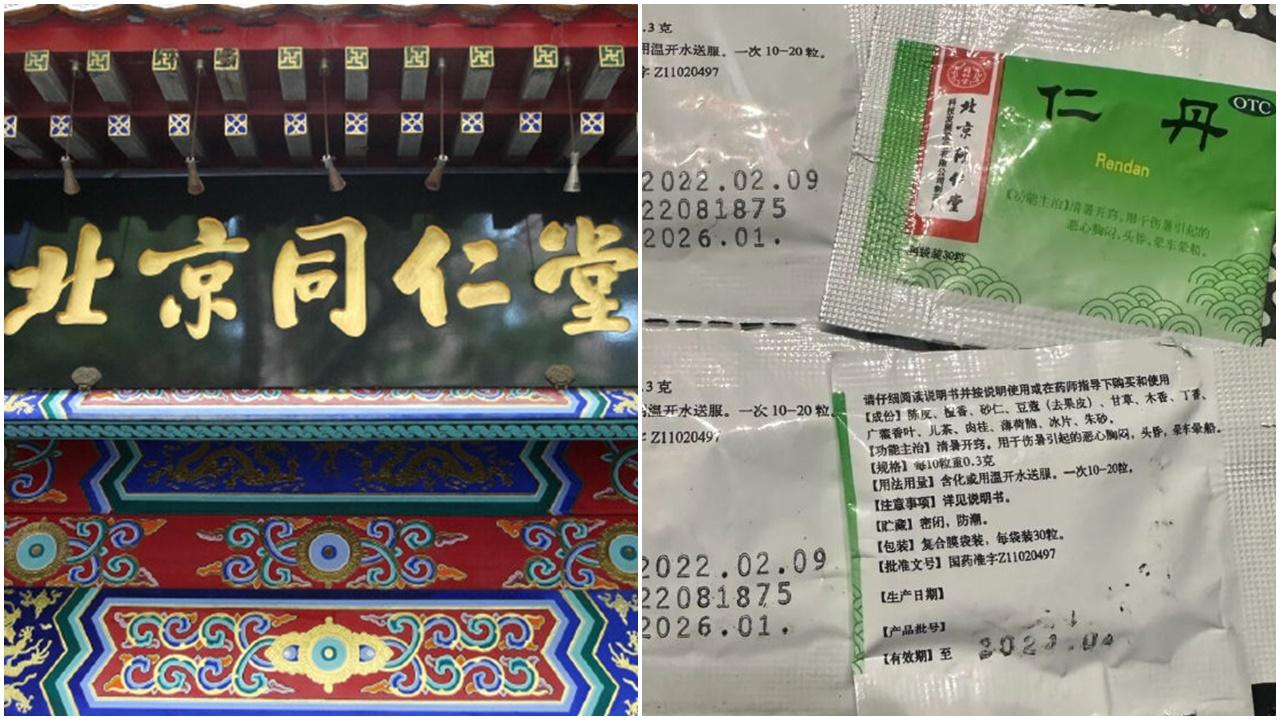 北京同仁堂
.3 克
用温开水送服。一次 10-20 粒。
字 Z11020497
2022.02.09
22081875
2026.01.
北京同仁堂
仁丹
OTC
Rendan
【功能主治】清暑开窍。用于伤暑引起的
恶心胸闷，头昏，晕车晕船。
每袋装30粒
.3 克
温开水送服。一次 10-20 粒
字 Z11020497
2022.02.09
22081875
2026.01.
请仔细阅读说明书并按说明使用或在药师指导下购买和使用
【成份】陈皮、檀香、砂仁、豆蔻（去果皮）、甘草、木香、丁香、
广藿香叶、儿茶、肉桂、薄荷脑、冰片、朱砂。
【功能主治】清暑开窍。用于伤暑引起的恶心胸闷，头昏，晕车晕船。
【规格】每10粒重0.3克
【用法用量】含化或用温开水送服。一次10-20粒。
【注意事项】详见说明书。
【贮藏】密闭，防潮。
【包装】复合膜袋装，每袋装30粒。
【批准文号】国药准字Z11020497
【生产日期】
【产品批号】
【有效期】至